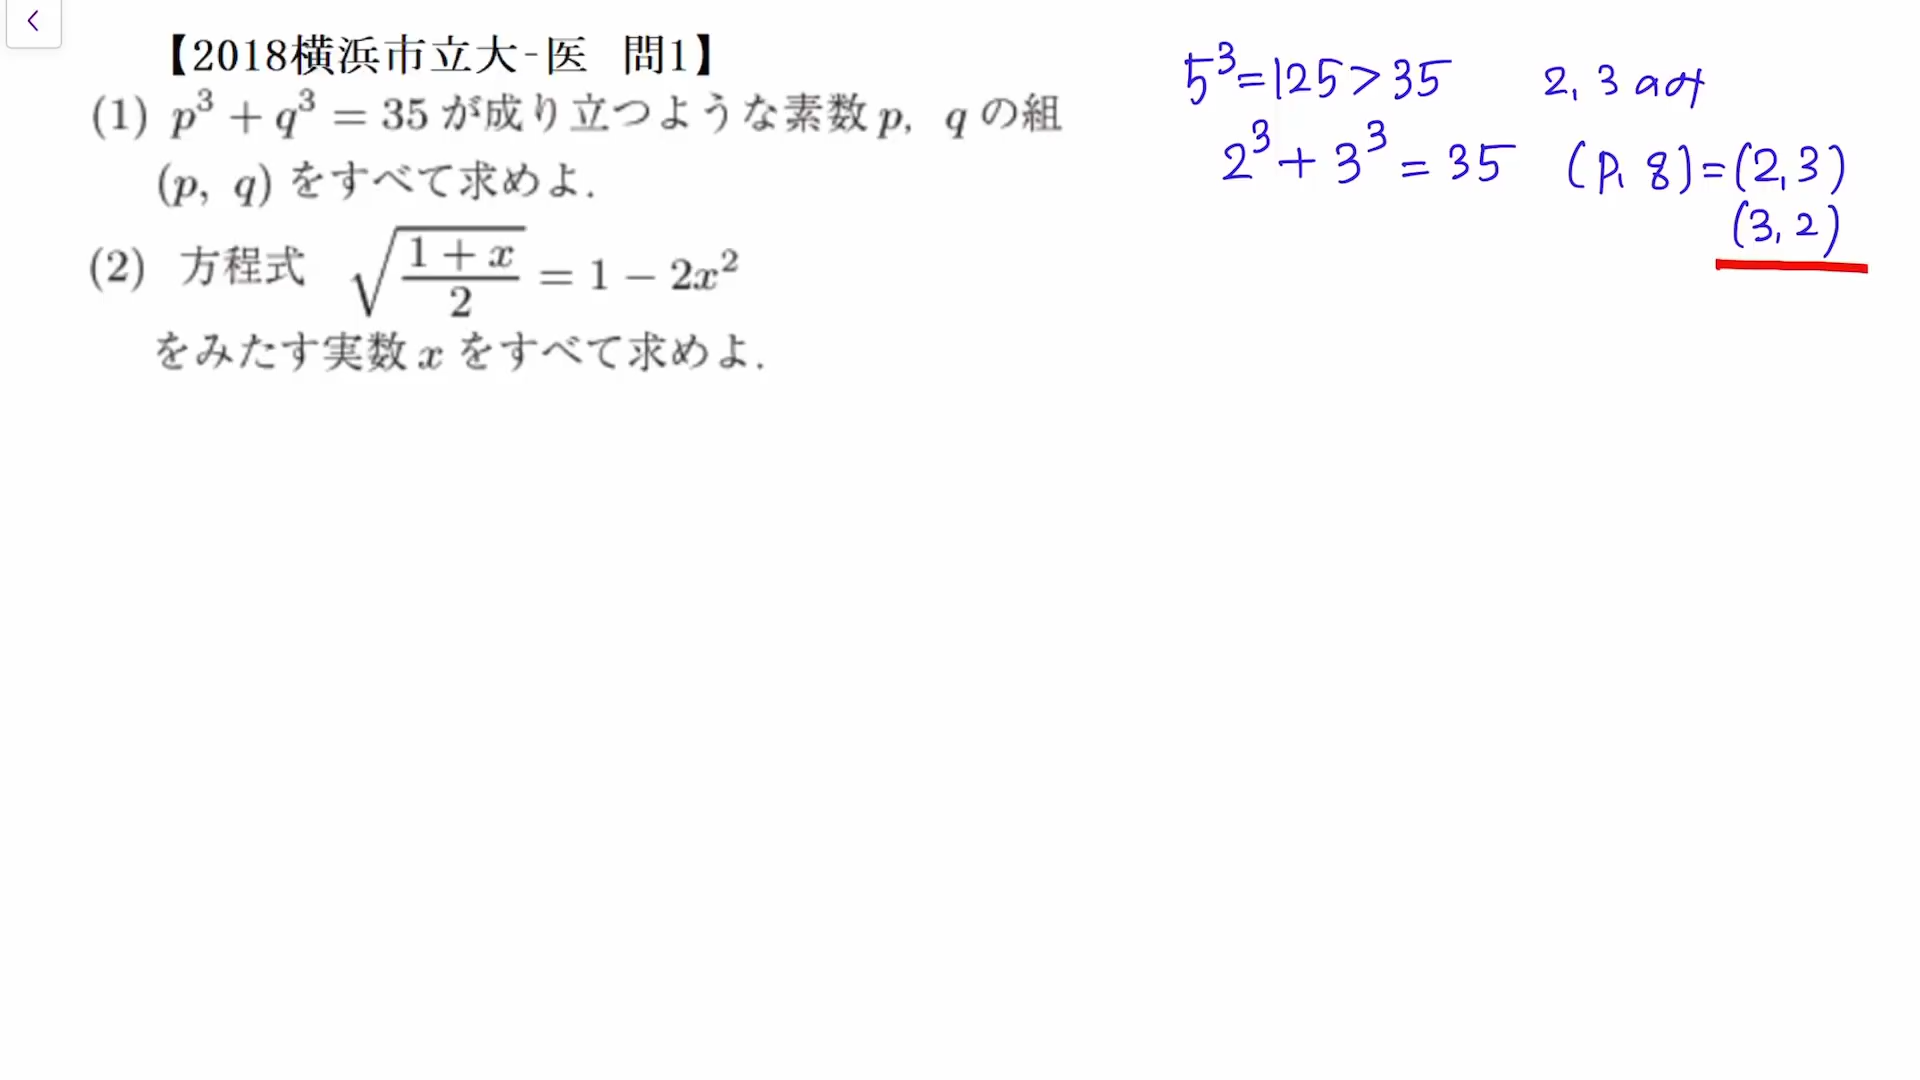 【2018横浜市立大-医 問1】
(1) p³ + q³ = 35 が成り立つような素数 p, q の組
(p, q) をすべて求めよ.
(2) 方程式 √((1 + x)/2) = 1 − 2x²
をみたす実数 x をすべて求めよ.
5³=125>35 2, 3 のみ
2³ + 3³ = 35 (p, q)=(2,3)
(3, 2)